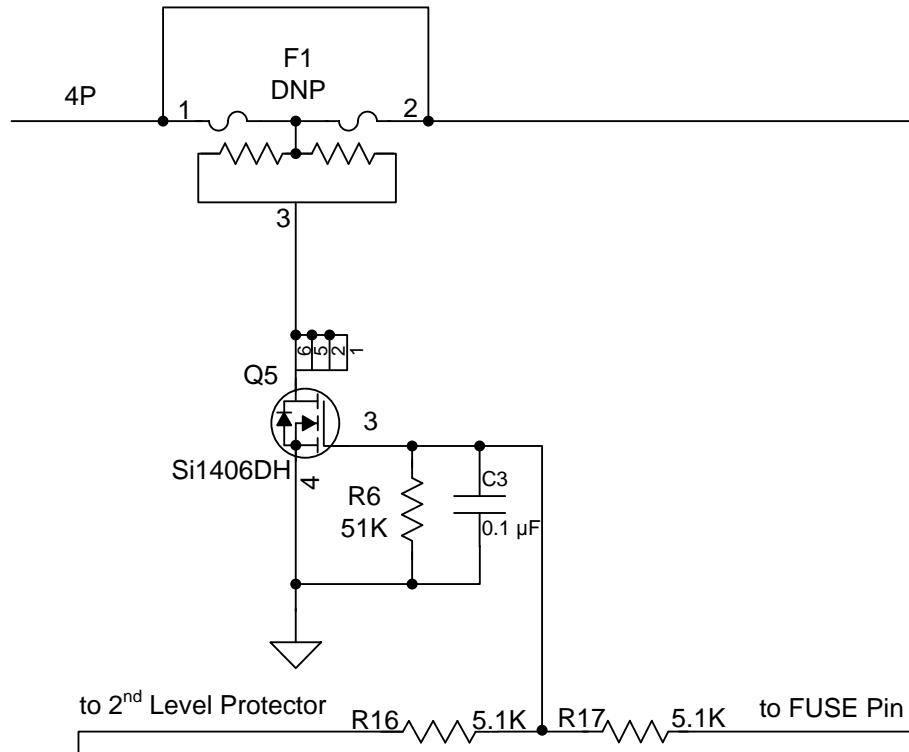 F1
DNP
4P
1
2
3
6
5
2
1
Q5
3
Si1406DH
4
R6
51K
C3
0.1 µF
to 2nd Level Protector
R16
5.1K
R17
5.1K
to FUSE Pin